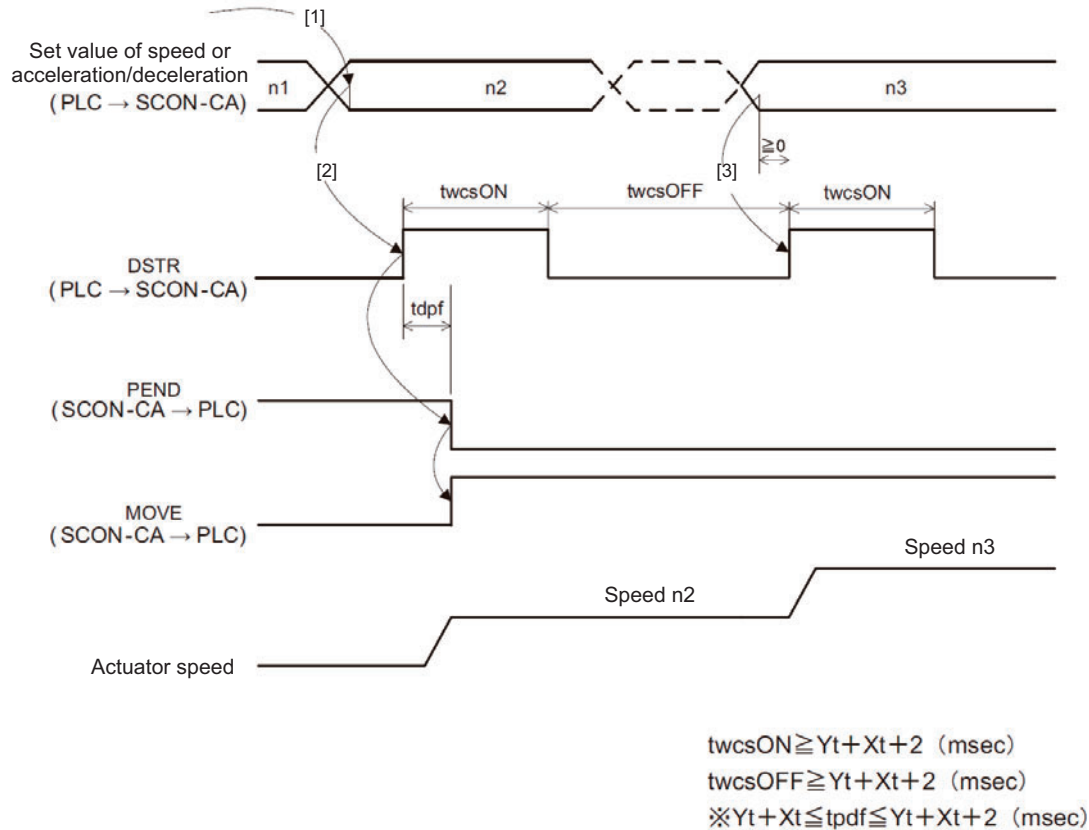 [1]
Set value of speed or
acceleration/deceleration
(PLC → SCON-CA)
n1
n2
n3
≧0
[2]
[3]
twcsON
twcsOFF
twcsON
DSTR
(PLC → SCON-CA)
tdpf
PEND
(SCON-CA → PLC)
MOVE
(SCON-CA → PLC)
Speed n3
Speed n2
Actuator speed
twcsON≧Yt+Xt+2 (msec)
twcsOFF≧Yt+Xt+2 (msec)
※Yt+Xt≦tpdf≦Yt+Xt+2 (msec)